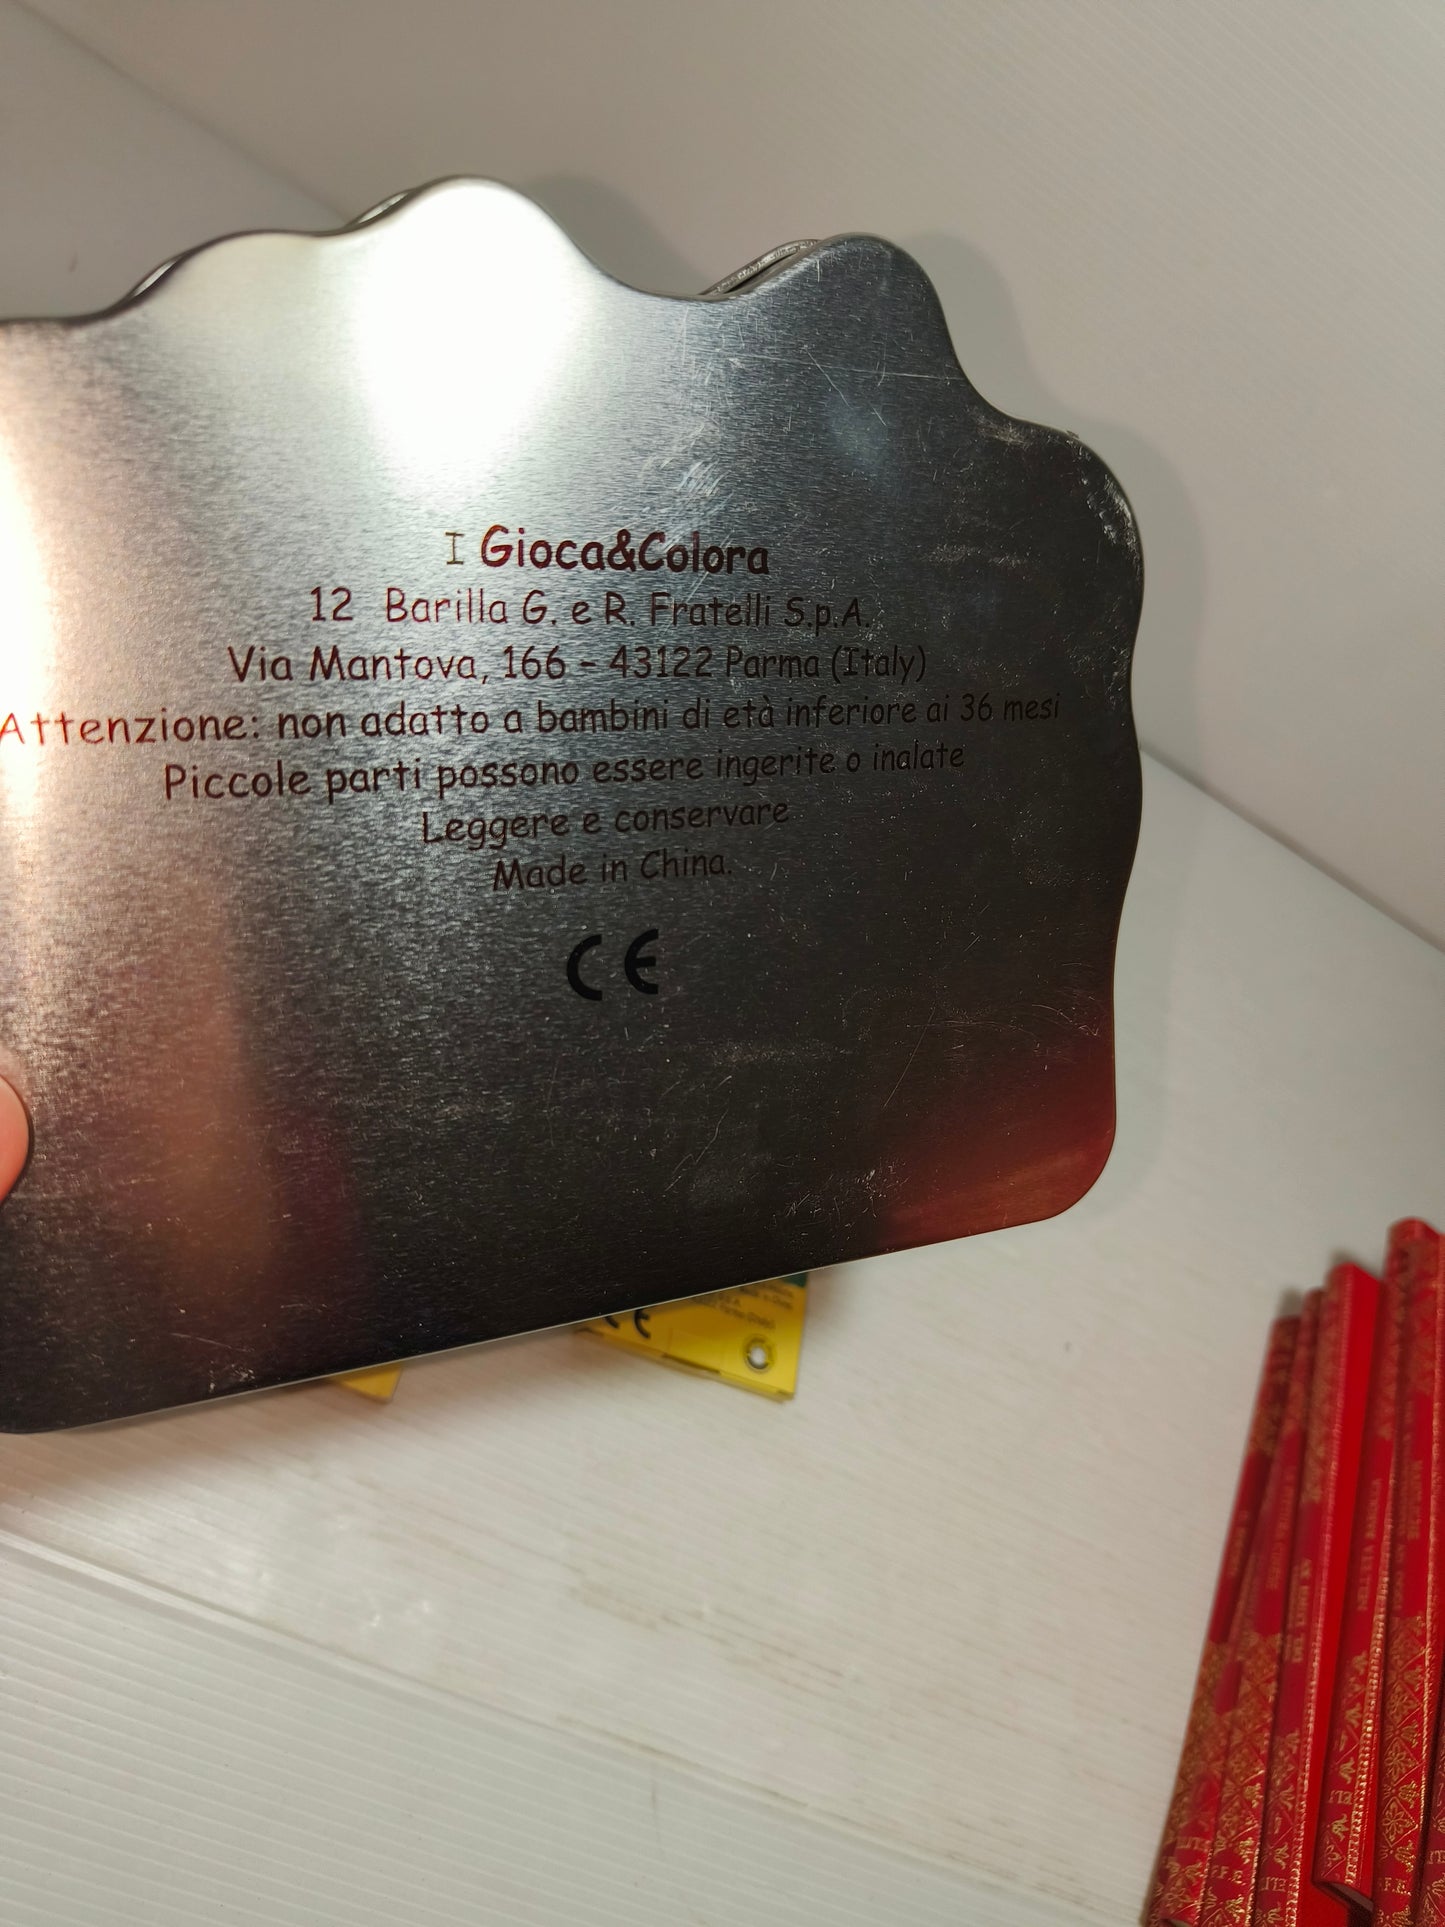 I Gioca&Colora
12 Barilla G. e R. Fratelli S.p.A.
Via Mantova, 166 - 43122 Parma (Italy)
Attenzione: non adatto a bambini di età inferiore ai 36 mesi
Piccole parti possono essere ingerite o inalate
Leggere e conservare
Made in China.
CE
CE